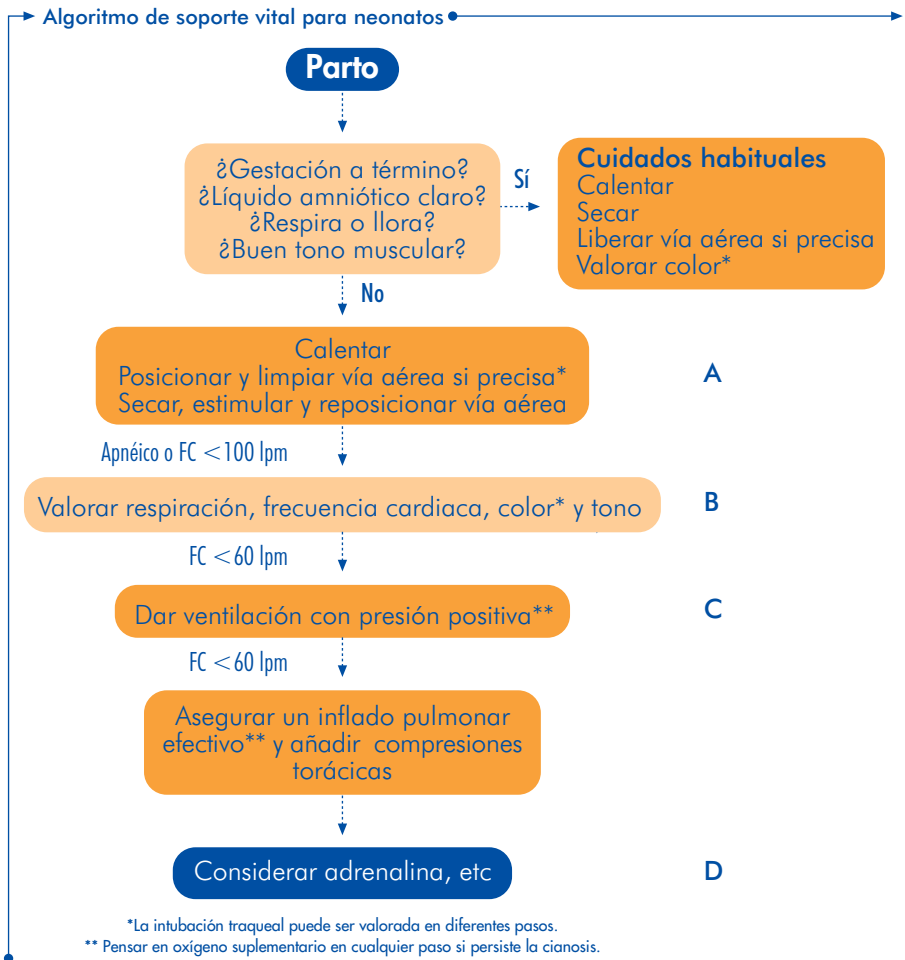 Algoritmo de soporte vital para neonatos
Parto
¿Gestación a término?
¿Líquido amniótico claro?
¿Respira o llora?
¿Buen tono muscular?
Sí
Cuidados habituales
Calentar
Secar
Liberar vía aérea si precisa
Valorar color*
No
Calentar
Posicionar y limpiar vía aérea si precisa*
Secar, estimular y reposicionar vía aérea
A
Apnéico o FC <100 lpm
Valorar respiración, frecuencia cardiaca, color* y tono
B
FC <60 lpm
Dar ventilación con presión positiva**
C
FC <60 lpm
Asegurar un inflado pulmonar
efectivo** y añadir compresiones
torácicas
Considerar adrenalina, etc
D
*La intubación traqueal puede ser valorada en diferentes pasos.
** Pensar en oxígeno suplementario en cualquier paso si persiste la cianosis.